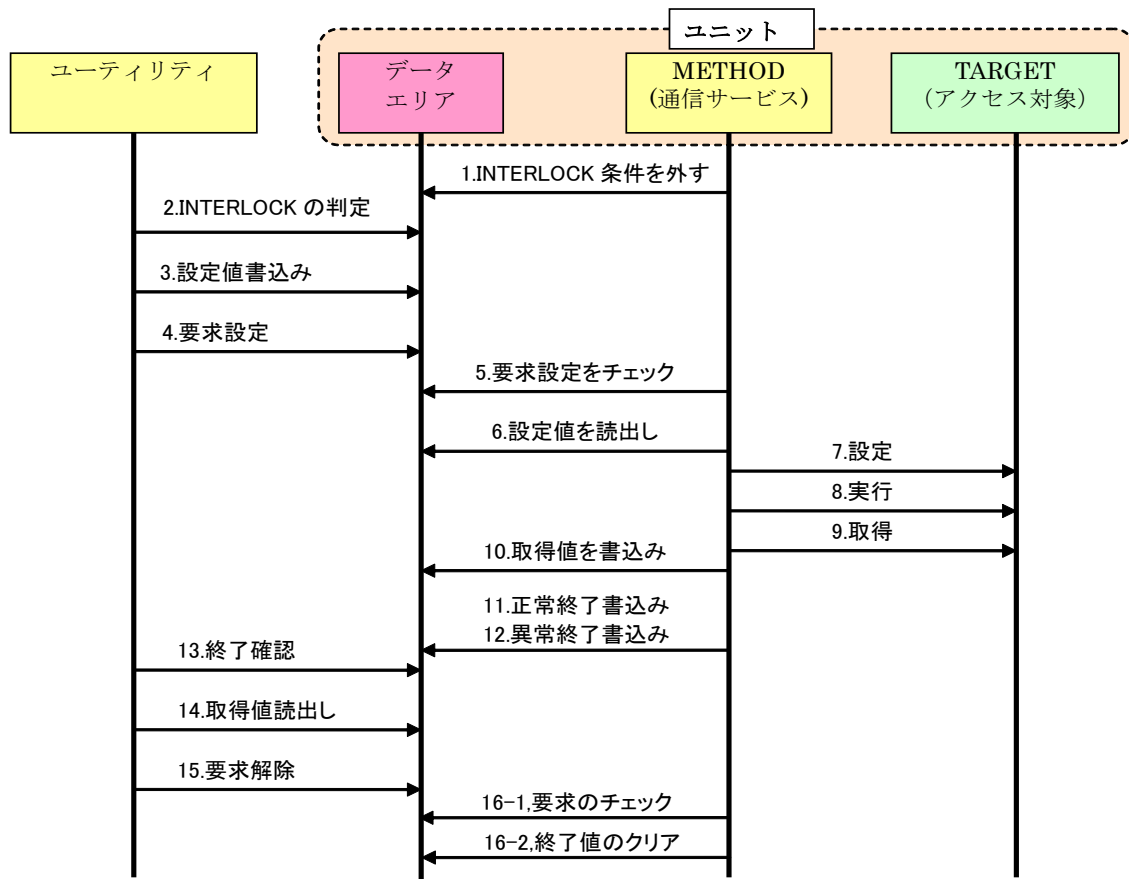 ユニット
ユーティリティ
データ
エリア
METHOD
(通信サービス)
TARGET
（アクセス対象）
1.INTERLOCK 条件を外す
2.INTERLOCK の判定
3.設定値書込み
4.要求設定
5.要求設定をチェック
6.設定値を読出し
7.設定
8.実行
9.取得
10.取得値を書込み
11.正常終了書込み
12.異常終了書込み
13.終了確認
14.取得値読出し
15.要求解除
16-1,要求のチェック
16-2,終了値のクリア